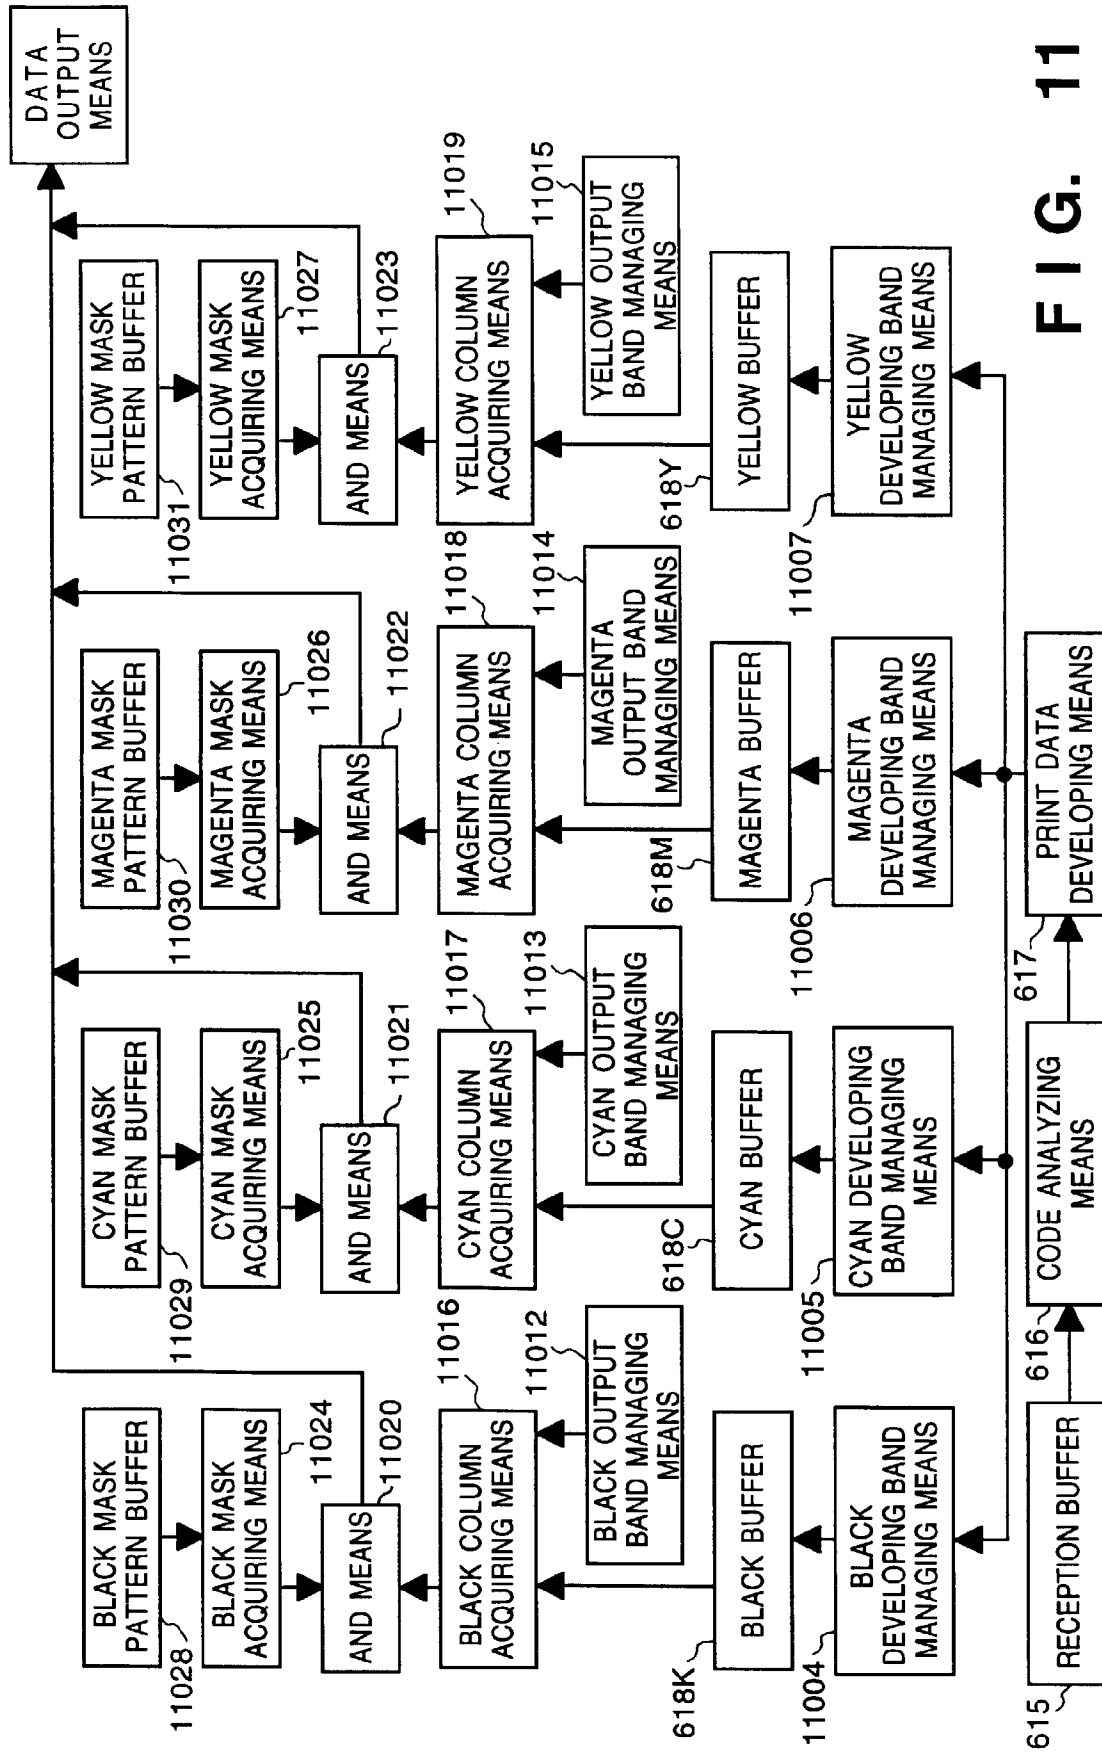 DATA
OUTPUT
MEANS
BLACK MASK
PATTERN BUFFER
11028
BLACK MASK
ACQUIRING MEANS
11024
AND MEANS
11020
BLACK COLUMN
ACQUIRING MEANS
11016
BLACK OUTPUT
BAND MANAGING
MEANS
11012
BLACK BUFFER
618K
BLACK
DEVELOPING BAND
MANAGING MEANS
11004
CYAN MASK
PATTERN BUFFER
11029
CYAN MASK
ACQUIRING MEANS
11025
AND MEANS
11021
CYAN COLUMN
ACQUIRING MEANS
11017
CYAN OUTPUT
BAND MANAGING
MEANS
11013
CYAN BUFFER
618C
CYAN DEVELOPING
BAND MANAGING
MEANS
11005
MAGENTA MASK
PATTERN BUFFER
11030
MAGENTA MASK
ACQUIRING MEANS
11026
AND MEANS
11022
MAGENTA COLUMN
ACQUIRING MEANS
11018
MAGENTA
OUTPUT BAND
MANAGING MEANS
11014
MAGENTA BUFFER
618M
MAGENTA
DEVELOPING BAND
MANAGING MEANS
11006
YELLOW MASK
PATTERN BUFFER
11031
YELLOW MASK
ACQUIRING MEANS
11027
AND MEANS
11023
YELLOW COLUMN
ACQUIRING MEANS
11019
YELLOW OUTPUT
BAND MANAGING
MEANS
11015
YELLOW BUFFER
618Y
YELLOW
DEVELOPING BAND
MANAGING MEANS
11007
615
RECEPTION BUFFER
616
CODE ANALYZING
MEANS
617
PRINT DATA
DEVELOPING MEANS
FIG. 11